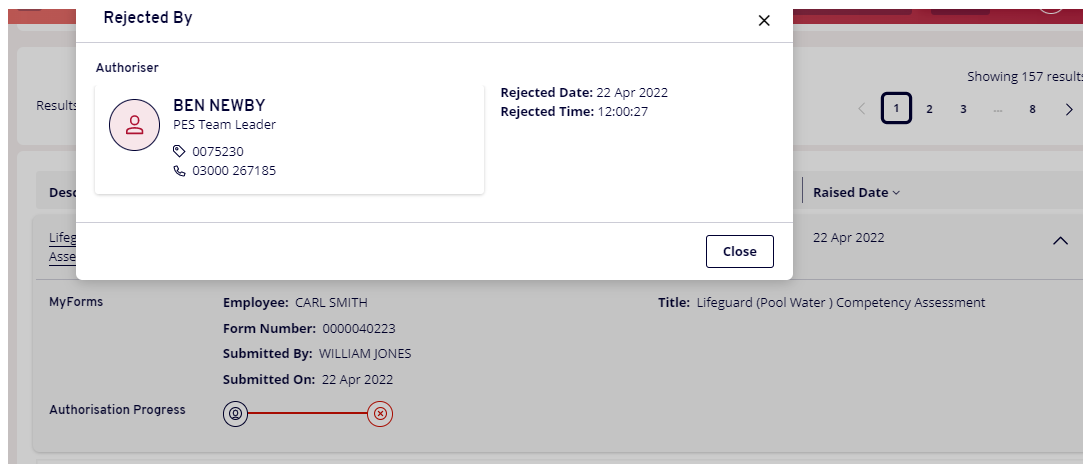 Rejected By
Authoriser
BEN NEWBY
PES Team Leader
0075230
03000 267185
Rejected Date: 22 Apr 2022
Rejected Time: 12:00:27
Close
Showing 157 results
Results
1 2 3 ... 8
Raised Date
22 Apr 2022
MyForms
Employee: CARL SMITH
Form Number: 0000040223
Submitted By: WILLIAM JONES
Submitted On: 22 Apr 2022
Title: Lifeguard (Pool Water ) Competency Assessment
Authorisation Progress